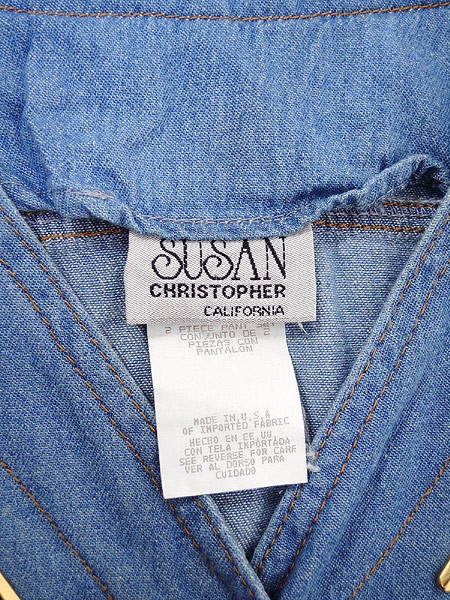 SUSAN
CHRISTOPHER
CALIFORNIA
2 PIECE PANT SET
CONJUNTO DE 2
PIEZAS CON
PANTALON
MADE IN U.S.A
OF IMPORTED FABRIC
HECHO EN EE.UU.
CON TELA IMPORTADA
SEE REVERSE FOR CARE
VER AL DORSO PARA
CUIDADO